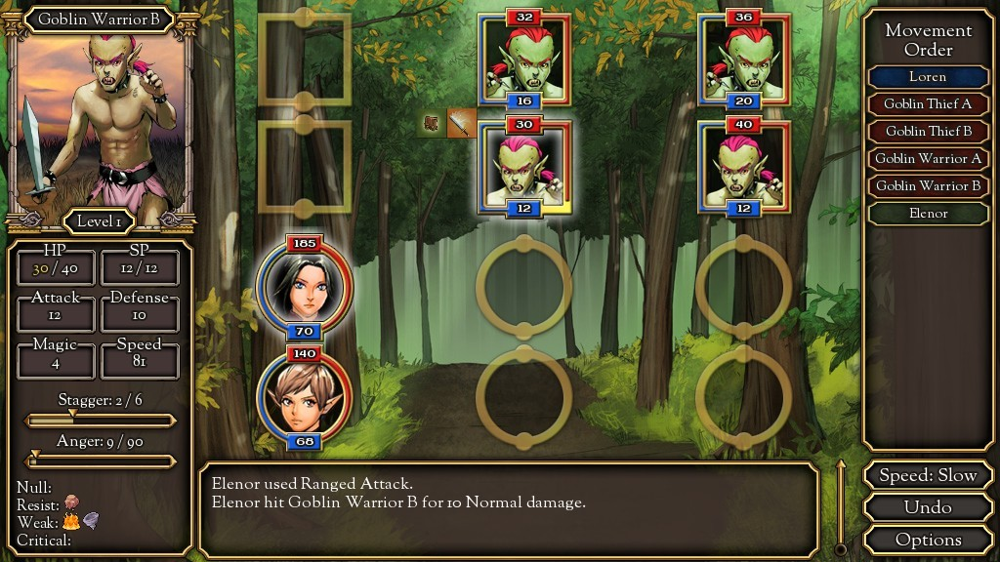 Goblin Warrior B
Level 1
HP
SP
30 / 40
12 / 12
Attack
Defense
12
10
Magic
Speed
4
81
Stagger: 2 / 6
Anger: 9 / 90
Null:
Resist:
Weak:
Critical:
32
36
16
20
30
40
12
12
185
70
140
68
Elenor used Ranged Attack.
Elenor hit Goblin Warrior B for 10 Normal damage.
Movement
Order
Loren
Goblin Thief A
Goblin Thief B
Goblin Warrior A
Goblin Warrior B
Elenor
Speed: Slow
Undo
Options